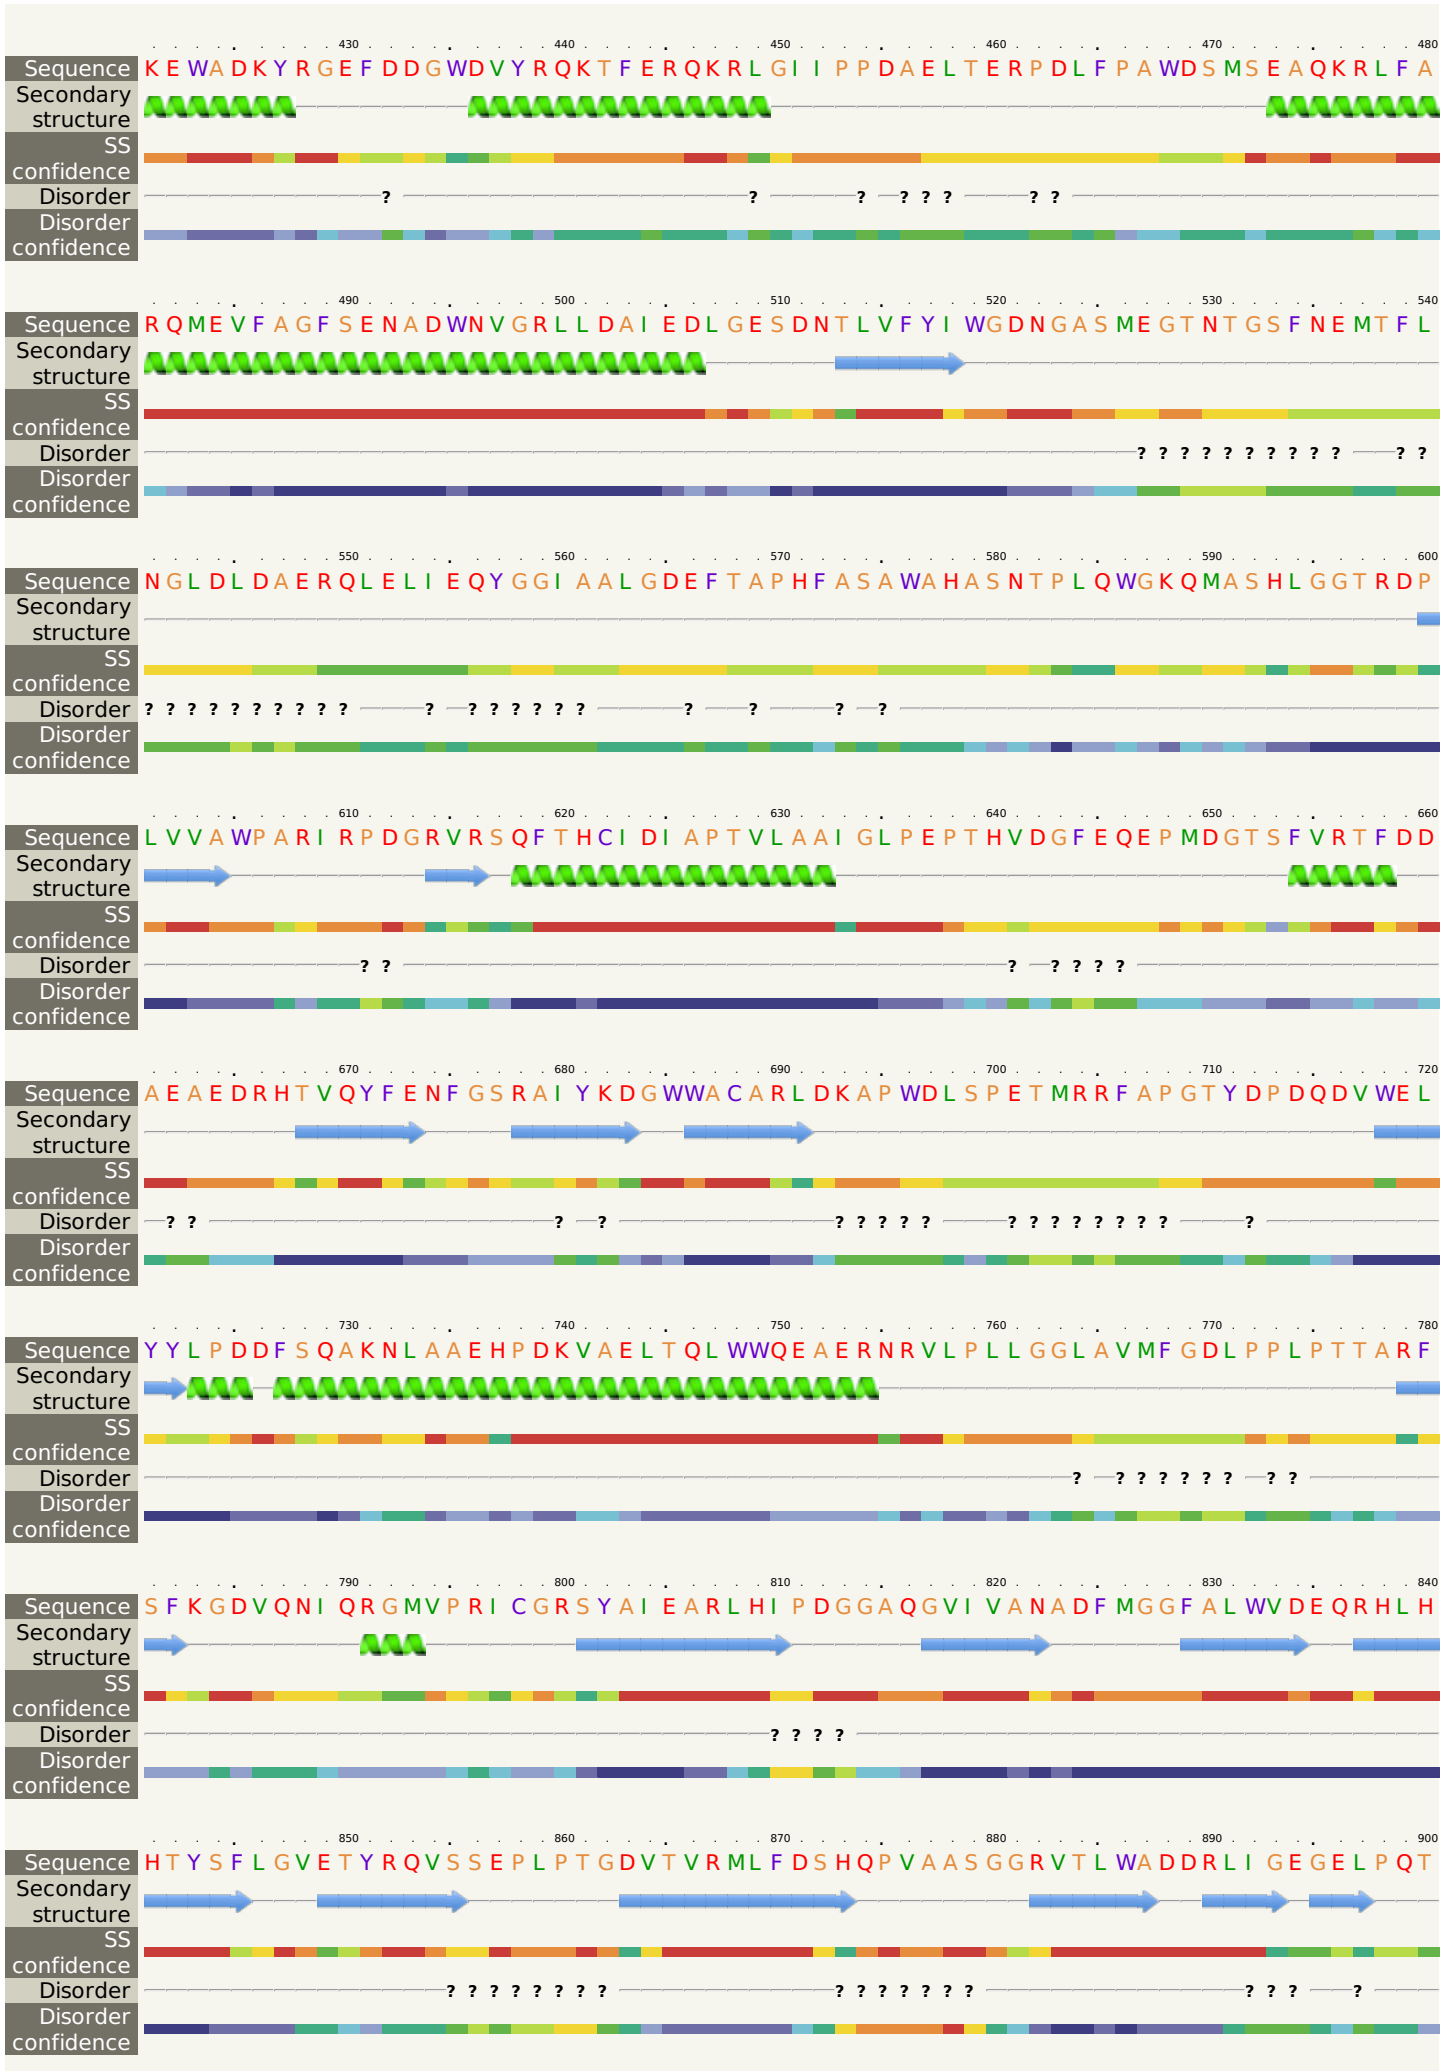 430 440 450 460 470 480
Sequence K E W A D K Y R G E F D D G W D V Y R Q K T F E R Q K R L G I I P P D A E L T E R P D L F P A W D S M S E A Q K R L F A
Secondary
structure
SS
confidence
Disorder ? ? ? ? ? ? ? ?
Disorder
confidence
490 500 510 520 530 540
Sequence R Q M E V F A G F S E N A D W N V G R L L D A I E D L G E S D N T L V F Y I W G D N G A S M E G T N T G S F N E M T F L
Secondary
structure
SS
confidence
Disorder ? ? ? ? ? ? ? ? ? ? ? ?
Disorder
confidence
550 560 570 580 590 600
Sequence N G L D L D A E R Q L E L I E Q Y G G I A A L G D E F T A P H F A S A W A H A S N T P L Q W G K Q M A S H L G G T R D P
Secondary
structure
SS
confidence
Disorder ? ? ? ? ? ? ? ? ? ? ? ? ? ? ? ? ? ? ? ? ?
Disorder
confidence
610 620 630 640 650 660
Sequence L V V A W P A R I R P D G R V R S Q F T H C I D I A P T V L A A I G L P E P T H V D G F E Q E P M D G T S F V R T F D D
Secondary
structure
SS
confidence
Disorder ? ? ? ? ? ? ?
Disorder
confidence
670 680 690 700 710 720
Sequence A E A E D R H T V Q Y F E N F G S R A I Y K D G W W A C A R L D K A P W D L S P E T M R R F A P G T Y D P D Q D V W E L
Secondary
structure
SS
confidence
Disorder ? ? ? ? ? ? ? ? ? ? ? ? ? ? ? ? ? ?
Disorder
confidence
730 740 750 760 770 780
Sequence Y Y L P D D F S Q A K N L A A E H P D K V A E L T Q L W W Q E A E R N R V L P L L G G L A V M F G D L P P L P T T A R F
Secondary
structure
SS
confidence
Disorder ? ? ? ? ? ? ? ? ?
Disorder
confidence
790 800 810 820 830 840
Sequence S F K G D V Q N I Q R G M V P R I C G R S Y A I E A R L H I P D G G A Q G V I V A N A D F M G G F A L W V D E Q R H L H
Secondary
structure
SS
confidence
Disorder ? ? ? ?
Disorder
confidence
850 860 870 880 890 900
Sequence H T Y S F L G V E T Y R Q V S S E P L P T G D V T V R M L F D S H Q P V A A S G G R V T L W A D D R L I G E G E L P Q T
Secondary
structure
SS
confidence
Disorder ? ? ? ? ? ? ? ? ? ? ? ? ? ? ? ? ? ? ?
Disorder
confidence